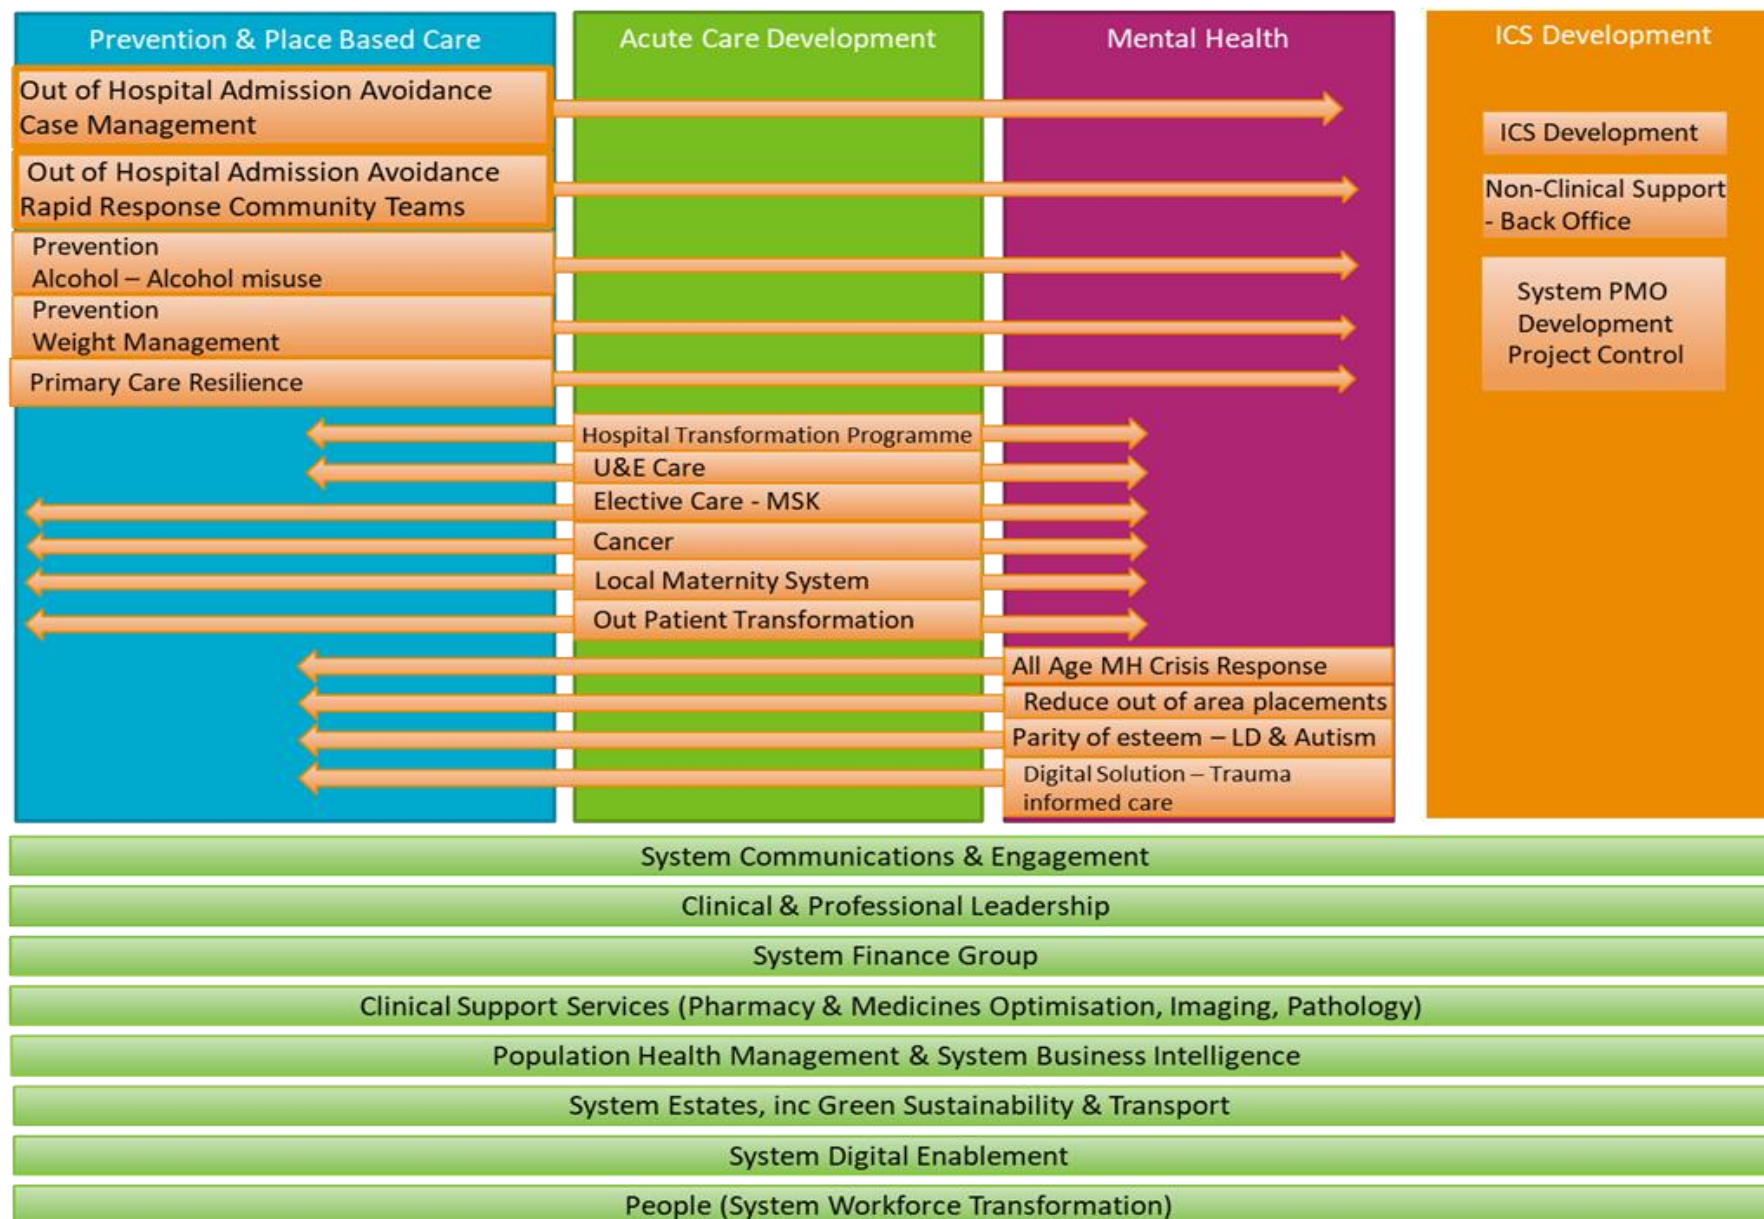 Prevention & Place Based Care
Out of Hospital Admission Avoidance
Case Management
Out of Hospital Admission Avoidance
Rapid Response Community Teams
Prevention
Alcohol – Alcohol misuse
Prevention
Weight Management
Primary Care Resilience
Acute Care Development
Hospital Transformation Programme
U&E Care
Elective Care - MSK
Cancer
Local Maternity System
Out Patient Transformation
Mental Health
All Age MH Crisis Response
Reduce out of area placements
Parity of esteem – LD & Autism
Digital Solution – Trauma
informed care
ICS Development
ICS Development
Non-Clinical Support
- Back Office
System PMO
Development
Project Control
System Communications & Engagement
Clinical & Professional Leadership
System Finance Group
Clinical Support Services (Pharmacy & Medicines Optimisation, Imaging, Pathology)
Population Health Management & System Business Intelligence
System Estates, inc Green Sustainability & Transport
System Digital Enablement
People (System Workforce Transformation)